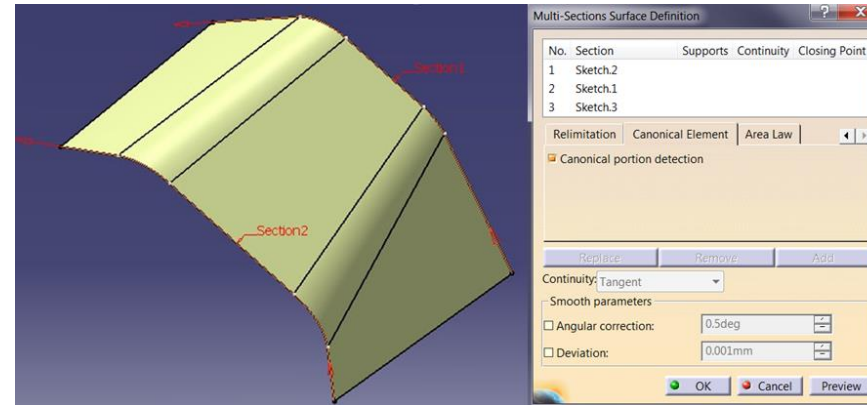 Multi-Sections Surface Definition
?
X
No. Section Supports Continuity Closing Point
1 Sketch.2
2 Sketch.1
3 Sketch.3
Relimitation Canonical Element Area Law
Canonical portion detection
Replace Remove Add
Continuity: Tangent
Smooth parameters
Angular correction: 0.5deg
Deviation: 0.001mm
OK Cancel Preview
Section2